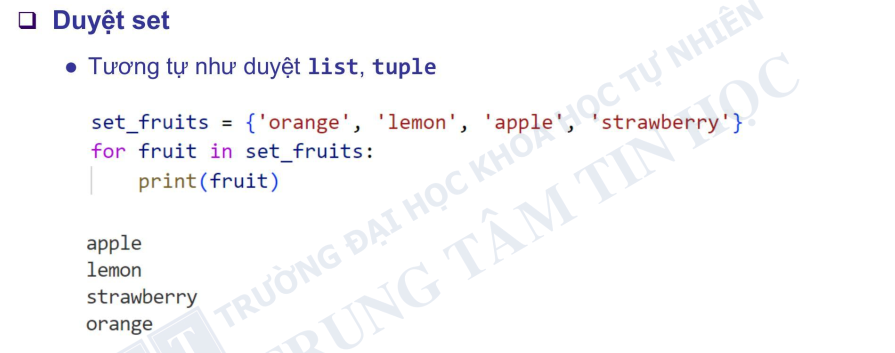 Duyệt set
Tương tự như duyệt list, tuple
set_fruits = {'orange', 'lemon', 'apple', 'strawberry'}
for fruit in set_fruits:
    print(fruit)
apple
lemon
strawberry
orange
TRƯỜNG ĐẠI HỌC KHOA HỌC TỰ NHIÊN
TRUNG TÂM TIN HỌC